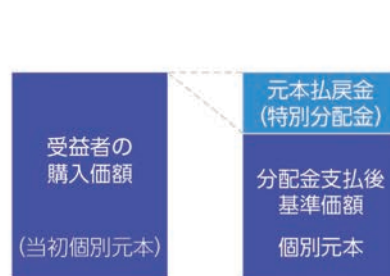 受益者の
購入価額
(当初個別元本)
元本払戻金
(特別分配金)
分配金支払後
基準価額
個別元本